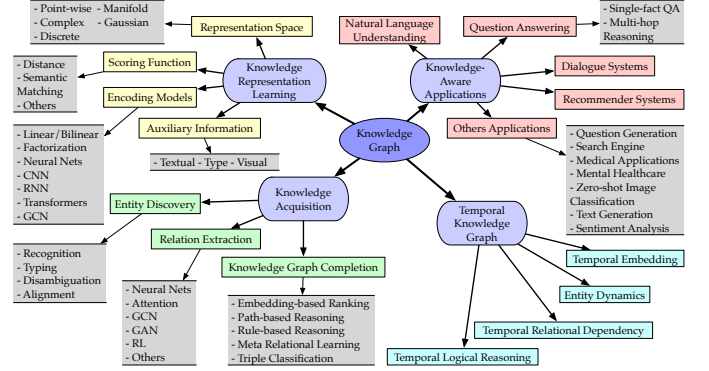 - Point-wise - Manifold
- Complex - Gaussian
- Discrete
Representation Space
Scoring Function
- Distance
- Semantic
Matching
- Others
Encoding Models
- Linear/Bilinear
- Factorization
- Neural Nets
- CNN
- RNN
- Transformers
- GCN
Knowledge
Representation
Learning
Auxiliary Information
- Textual - Type - Visual
Natural Language
Understanding
Question Answering
- Single-fact QA
- Multi-hop
Reasoning
Knowledge-
Aware
Applications
Dialogue Systems
Recommender Systems
Others Applications
- Question Generation
- Search Engine
- Medical Applications
- Mental Healthcare
- Zero-shot Image
Classification
- Text Generation
- Sentiment Analysis
Knowledge
Graph
Knowledge
Acquisition
Entity Discovery
- Recognition
- Typing
- Disambiguation
- Alignment
Relation Extraction
- Neural Nets
- Attention
- GCN
- GAN
- RL
- Others
Knowledge Graph Completion
- Embedding-based Ranking
- Path-based Reasoning
- Rule-based Reasoning
- Meta Relational Learning
- Triple Classification
Temporal
Knowledge
Graph
Temporal Embedding
Entity Dynamics
Temporal Relational Dependency
Temporal Logical Reasoning